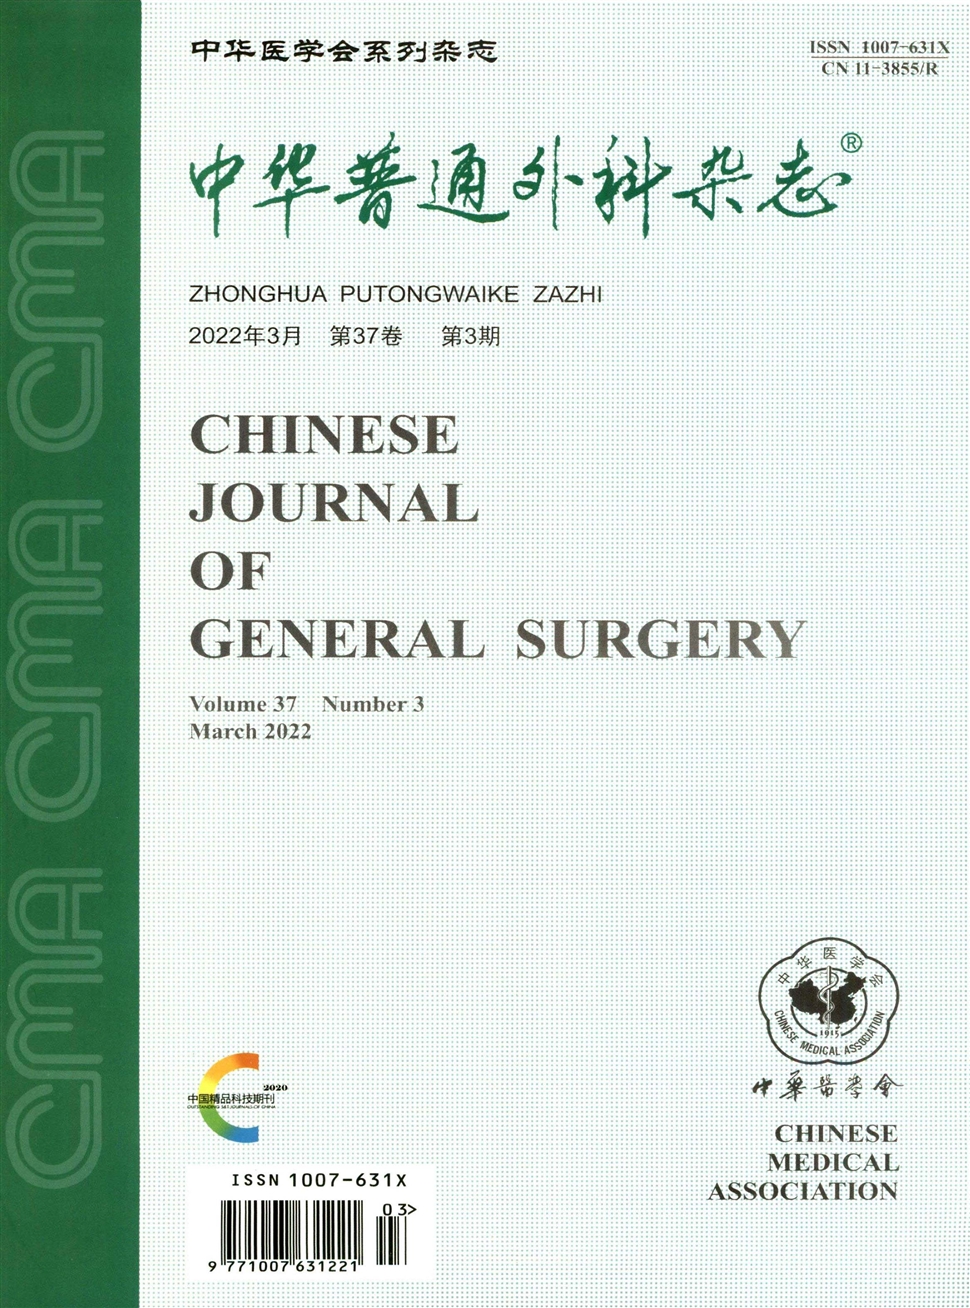 中华医学会系列杂志
ISSN 1007-631X
CN 11-3855/R
中华普通外科杂志®
ZHONGHUA PUTONGWAIKE ZAZHI
2022年3月 第37卷 第3期
CHINESE
JOURNAL
OF
GENERAL SURGERY
Volume 37 Number 3
March 2022
CMA CMA CMA
中华医学会
1915
CHINESE MEDICAL ASSOCIATION
中華醫學會
CHINESE
MEDICAL
ASSOCIATION
2020
中国精品科技期刊
OUTSTANDING S&T JOURNALS OF CHINA
ISSN 1007-631X
03>
9 771007 631221